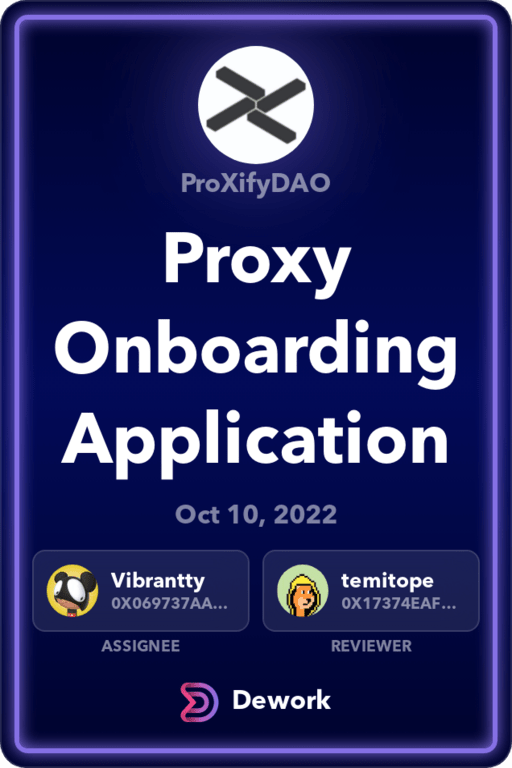 ProXifyDAO
Proxy
Onboarding
Application
Oct 10, 2022
Vibrantty
0X069737AA...
ASSIGNEE
temitope
0X17374EAF...
REVIEWER
Dework